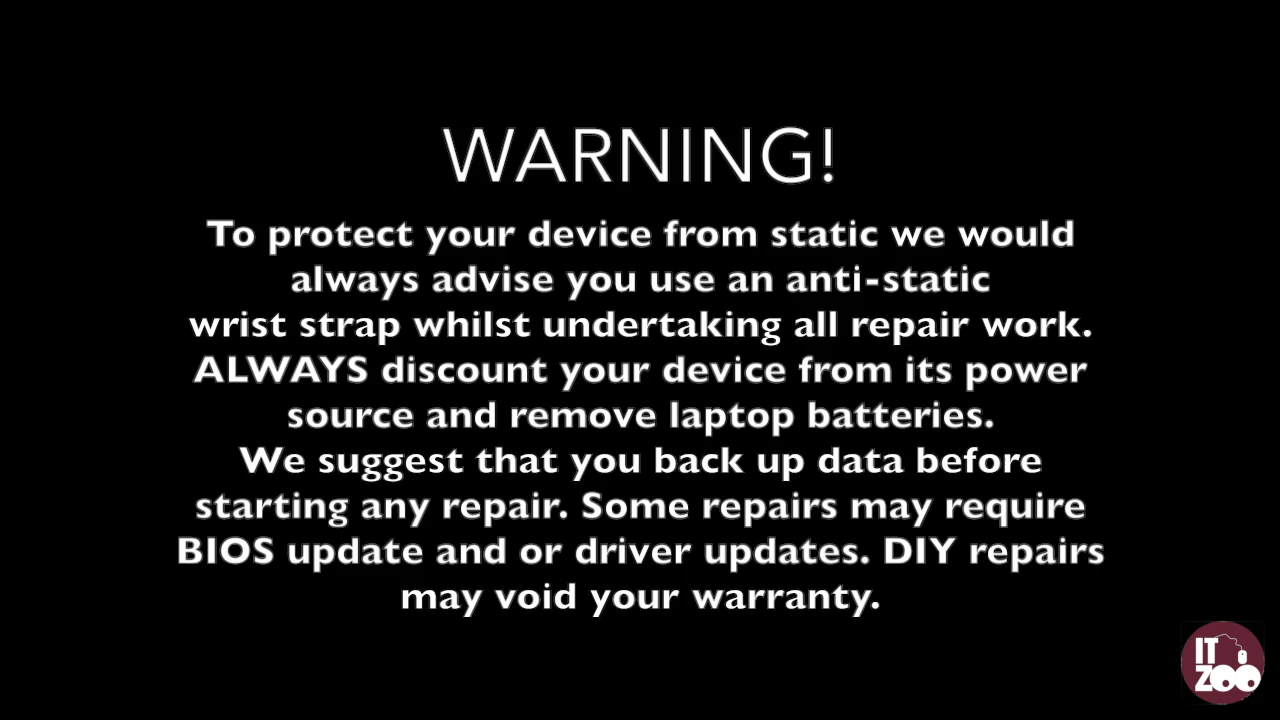 WARNING!
To protect your device from static we would
always advise you use an anti-static
wrist strap whilst undertaking all repair work.
ALWAYS discount your device from its power
source and remove laptop batteries.
We suggest that you back up data before
starting any repair. Some repairs may require
BIOS update and or driver updates. DIY repairs
may void your warranty.
IT
ZOO